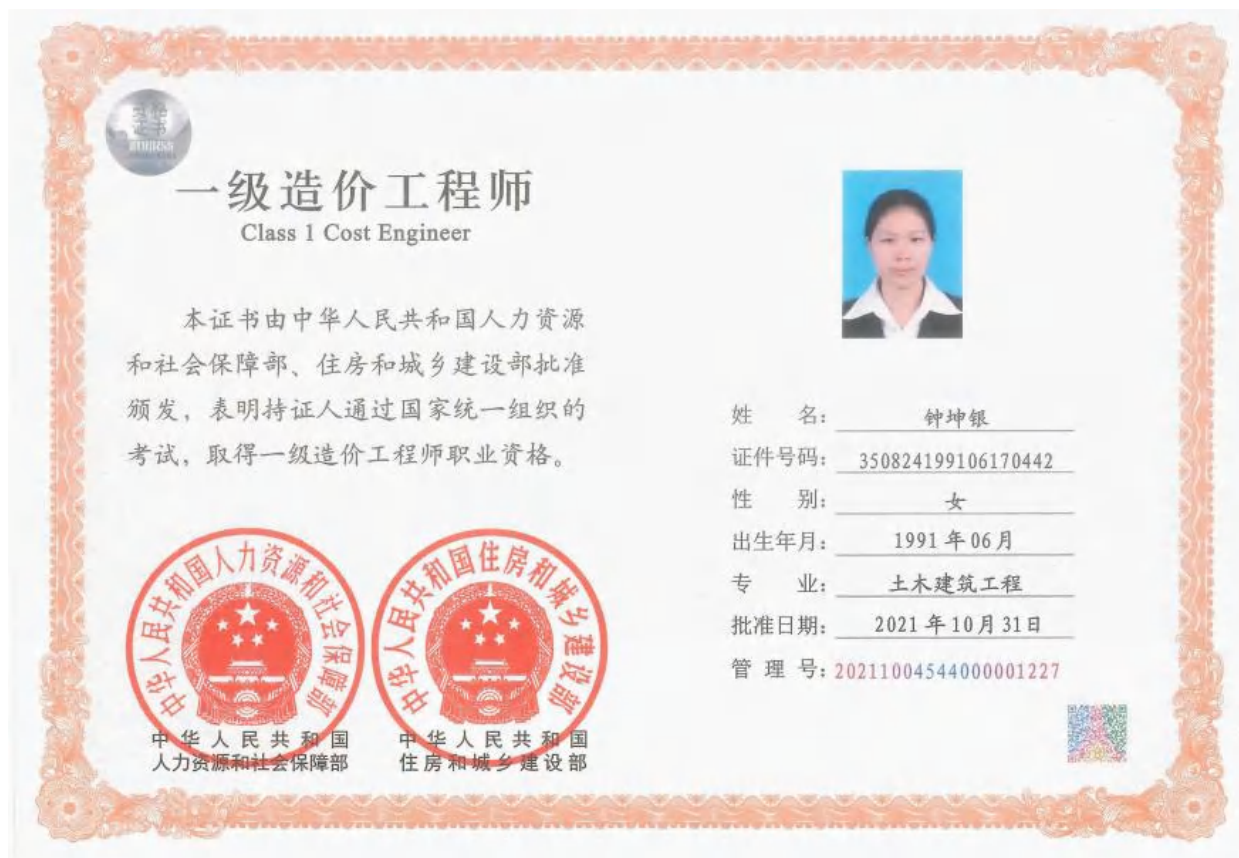 一级造价工程师
Class 1 Cost Engineer
本证书由中华人民共和国人力资源
和社会保障部、住房和城乡建设部批准
颁发，表明持证人通过国家统一组织的
考试，取得一级造价工程师职业资格。
中华人民共和国人力资源和社会保障部
中华人民共和国住房和城乡建设部
中华人民共和国
人力资源和社会保障部
中华人民共和国
住房和城乡建设部
姓 名：钟坤银
证件号码：350824199106170442
性 别：女
出生年月：1991年06月
专 业：土木建筑工程
批准日期：2021年10月31日
管 理 号：20211004544000001227